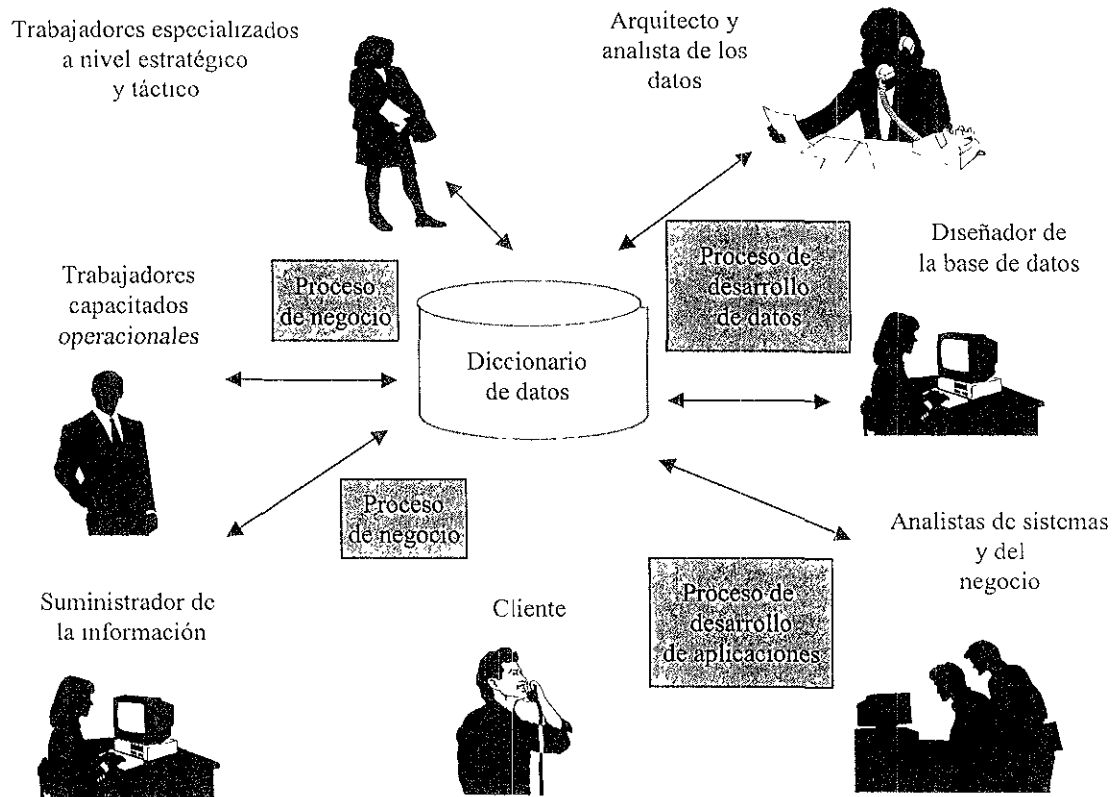 Trabajadores especializados
a nivel estratégico
y táctico
Arquitecto y
analista de los
datos
Trabajadores
capacitados
operacionales
Proceso
de negocio
Diccionario
de datos
Proceso de
desarrollo
de datos
Diseñador de
la base de datos
Proceso
de negocio
Suministrador de
la información
Cliente
Proceso de
desarrollo
de aplicaciones
Analistas de sistemas
y del
negocio